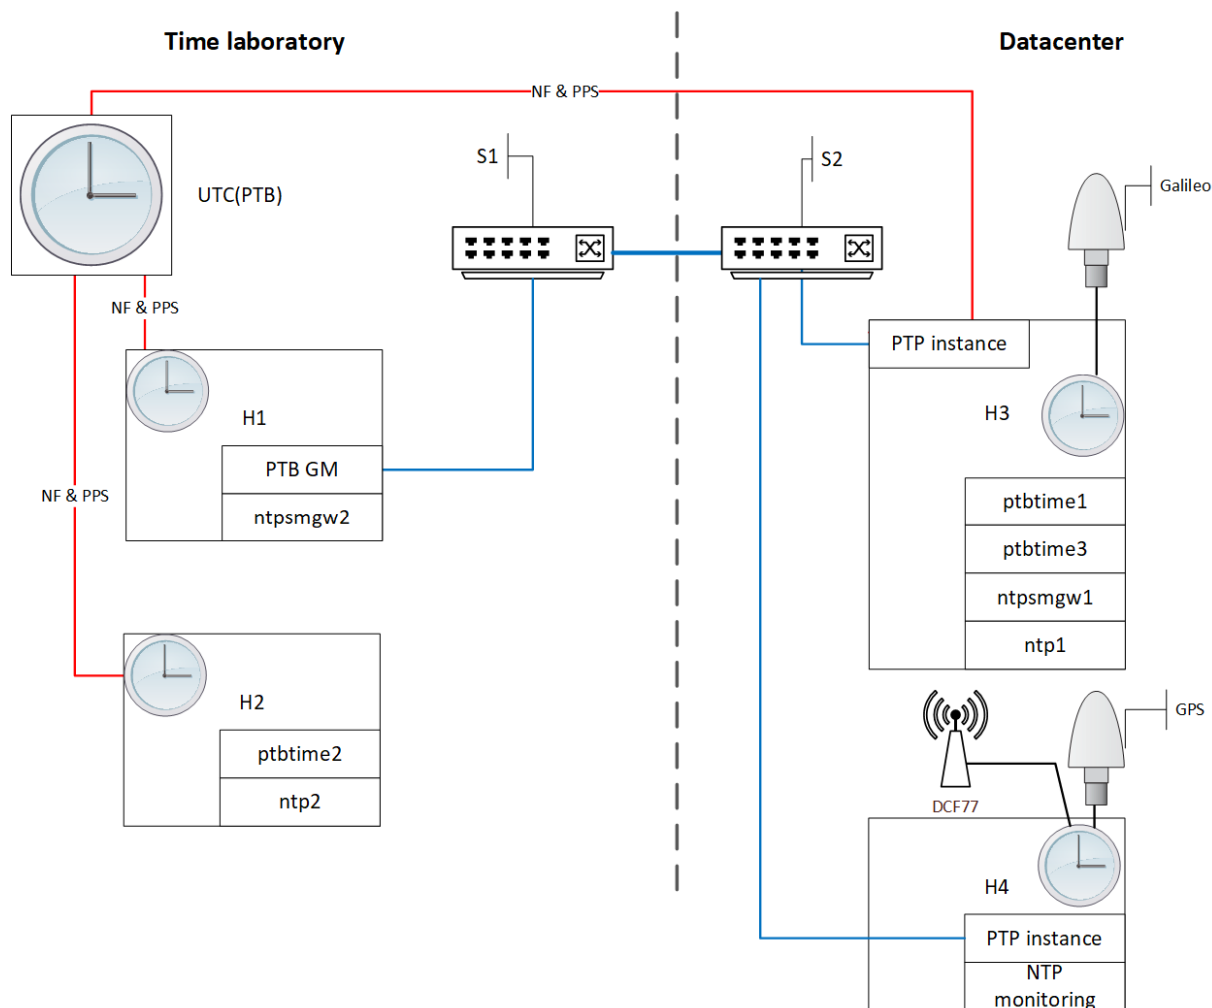 Time laboratory
Datacenter
NF & PPS
S1
S2
Galileo
UTC(PTB)
NF & PPS
PTP instance
H1
H3
PTB GM
ntpsmgw2
NF & PPS
ptbtime1
ptbtime3
ntpsmgw1
ntp1
H2
ptbtime2
ntp2
GPS
DCF77
H4
PTP instance
NTP
monitoring